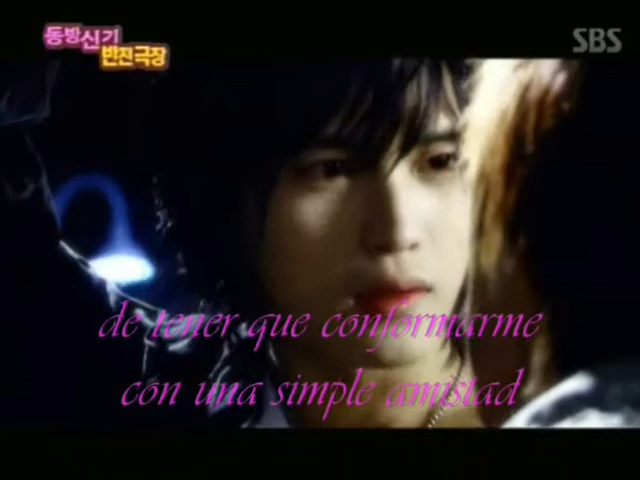 동방신기
반전극장
SBS
de tener que conformarme
con una simple amistad